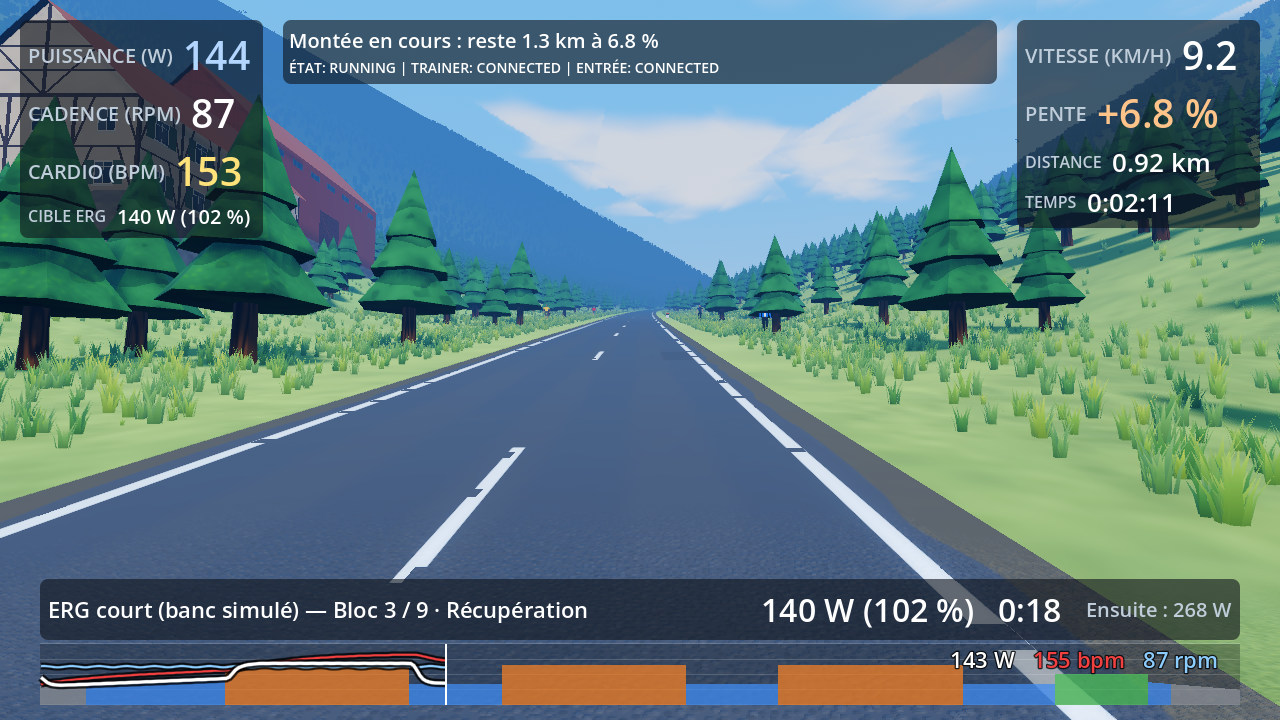 PUISSANCE (W) 144
CADENCE (RPM) 87
CARDIO (BPM) 153
CIBLE ERG 140 W (102 %)
Montée en cours : reste 1.3 km à 6.8 %
ÉTAT: RUNNING | TRAINER: CONNECTED | ENTRÉE: CONNECTED
VITESSE (KM/H) 9.2
PENTE +6.8 %
DISTANCE 0.92 km
TEMPS 0:02:11
ERG court (banc simulé) — Bloc 3 / 9 · Récupération 140 W (102 %) 0:18 Ensuite : 268 W
143 W 155 bpm 87 rpm